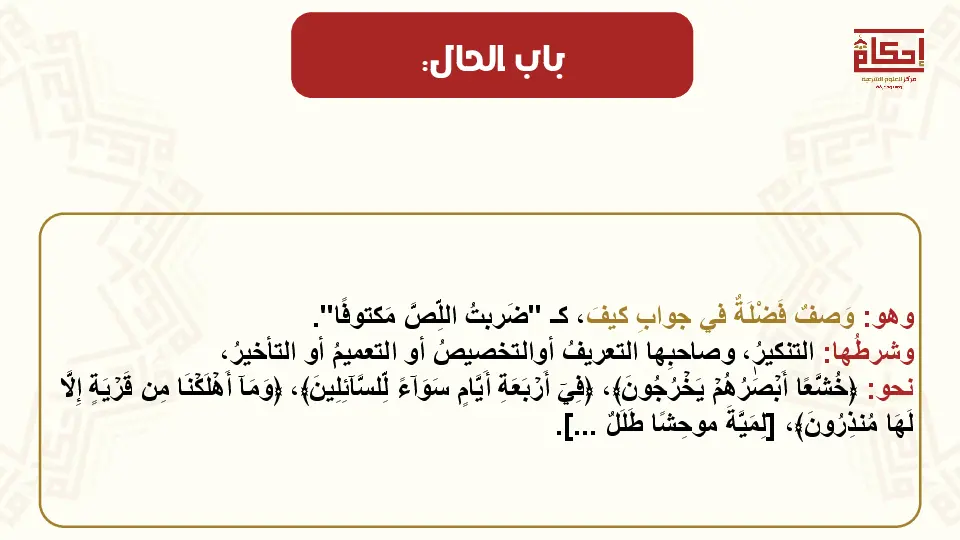 باب الحال:
إحكام
مركز للعلوم الشرعية
وهو: وَصفٌ فَضْلَةٌ في جوابِ كيفَ، كـ "ضَربتُ اللِّصَّ مَكتوفًا".
وشرطُها: التنكيرُ، وصاحبِها التعريفُ أوالتخصيصُ أو التعميمُ أو التأخيرُ،
نحو: ﴿خُشَّعًا أَبْصَٰرُهُمْ يَخْرُجُونَ﴾، ﴿فِيٓ أَرْبَعَةِ أَيَّامٍ سَوَآءً لِّلسَّآئِلِينَ﴾، ﴿وَمَآ أَهْلَكْنَا مِن قَرْيَةٍ إِلَّا
لَهَا مُنذِرُونَ﴾، [لِمَيَّةَ موحِشًا طَلَلٌ ...].